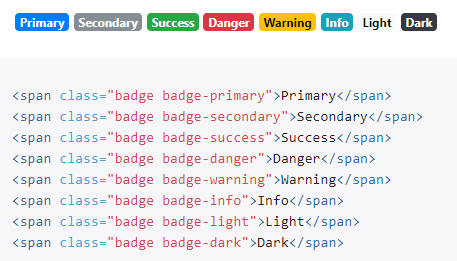 Primary Secondary Success Danger Warning Info Light Dark
<span class="badge badge-primary">Primary</span>
<span class="badge badge-secondary">Secondary</span>
<span class="badge badge-success">Success</span>
<span class="badge badge-danger">Danger</span>
<span class="badge badge-warning">Warning</span>
<span class="badge badge-info">Info</span>
<span class="badge badge-light">Light</span>
<span class="badge badge-dark">Dark</span>